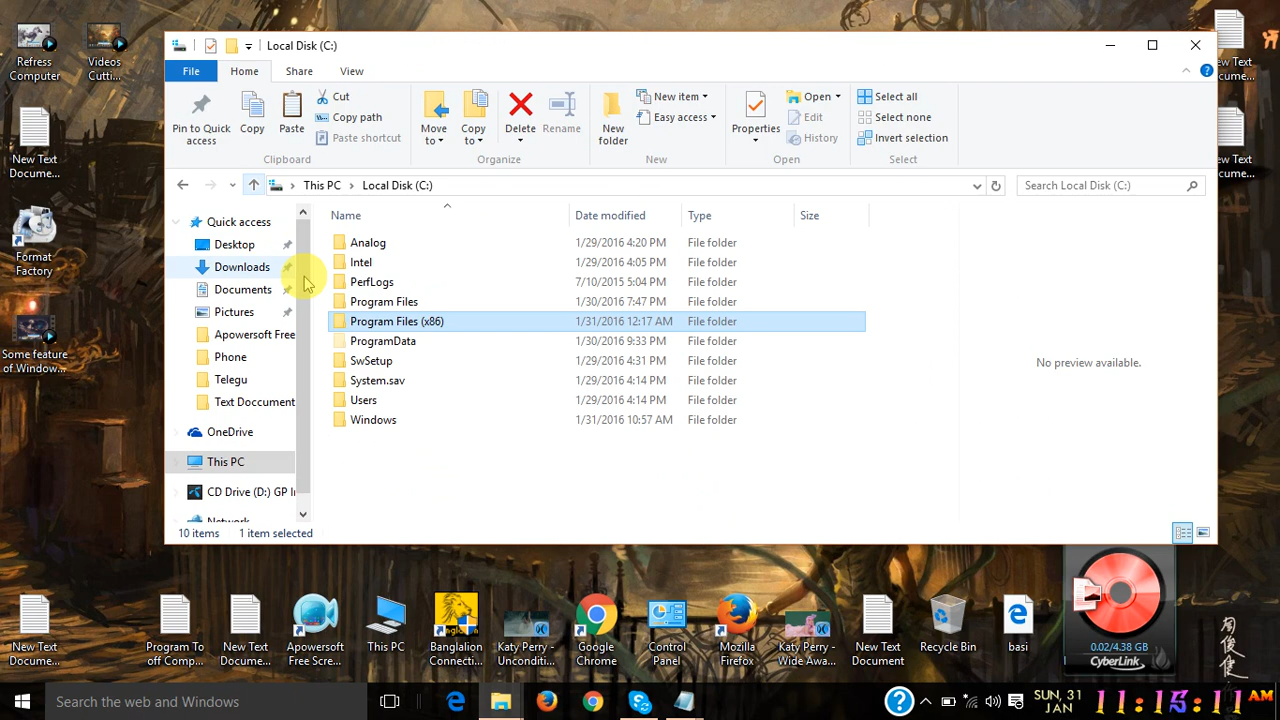 Refress
Computer
Videos
Cutti...
New Text
Docume...
Format
Factory
Some feature
of Window...
Local Disk (C:)
File
Home
Share
View
Pin to Quick
access
Copy
Paste
Cut
Copy path
Paste shortcut
Clipboard
Move
to
Copy
to
Delete
Rename
Organize
New
folder
New item
Easy access
New
Properties
Open
Edit
History
Open
Select all
Select none
Invert selection
Select
This PC
Local Disk (C:)
Search Local Disk (C:)
Quick access
Desktop
Downloads
Documents
Pictures
Apowersoft Free
Phone
Telegu
Text Doccument
OneDrive
This PC
CD Drive (D:) GP In
Network
Name Date modified Type Size
Analog 1/29/2016 4:20 PM File folder
Intel 1/29/2016 4:05 PM File folder
PerfLogs 7/10/2015 5:04 PM File folder
Program Files 1/30/2016 7:47 PM File folder
Program Files (x86) 1/31/2016 12:17 AM File folder
ProgramData 1/30/2016 9:33 PM File folder
SwSetup 1/29/2016 4:31 PM File folder
System.sav 1/29/2016 4:14 PM File folder
Users 1/29/2016 4:14 PM File folder
Windows 1/31/2016 10:57 AM File folder
No preview available.
10 items 1 item selected
ew Text
cume...
ew Text
cume...
New Text
Docume...
Program To
off Comp...
New Text
Docume...
Apowersoft
Free Scre...
This PC
Banglalion
Connecti...
Katy Perry -
Unconditi...
Google
Chrome
Control
Panel
Mozilla
Firefox
Katy Perry -
Wide Awa...
New Text
Document
Recycle Bin
basi
0.02/4.38 GB
CyberLink
Search the web and Windows
SUN, 31
JAN
11:15:11 AM